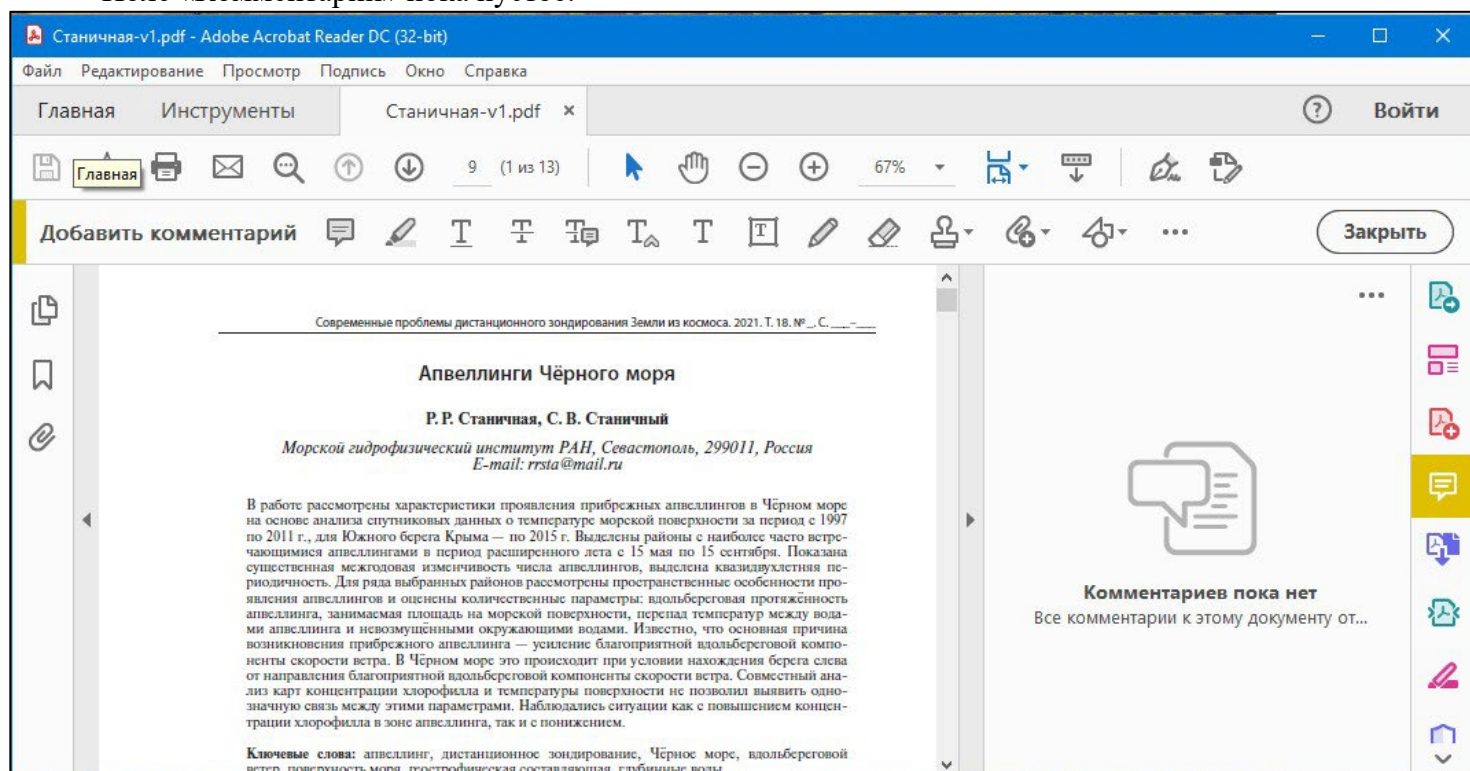 Станичная-v1.pdf - Adobe Acrobat Reader DC (32-bit)
Файл Редактирование Просмотр Подпись Окно Справка
Главная Инструменты Станичная-v1.pdf × ? Войти
Главная 9 (1 из 13) 67%
Добавить комментарий Закрыть
Современные проблемы дистанционного зондирования Земли из космоса. 2021. Т. 18. № _. С. ___–___
Апвеллинги Чёрного моря
Р. Р. Станичная, С. В. Станичный
Морской гидрофизический институт РАН, Севастополь, 299011, Россия
E-mail: rrsta@mail.ru
В работе рассмотрены характеристики проявления прибрежных апвеллингов в Чёрном море
на основе анализа спутниковых данных о температуре морской поверхности за период с 1997
по 2011 г., для Южного берега Крыма — по 2015 г. Выделены районы с наиболее часто встре-
чающимися апвеллингами в период расширенного лета с 15 мая по 15 сентября. Показана
существенная межгодовая изменчивость числа апвеллингов, выделена квазидвухлетняя пе-
риодичность. Для ряда выбранных районов рассмотрены пространственные особенности про-
явления апвеллингов и оценены количественные параметры: вдольбереговая протяжённость
апвеллинга, занимаемая площадь на морской поверхности, перепад температур между вода-
ми апвеллинга и невозмущёнными окружающими водами. Известно, что основная причина
возникновения прибрежного апвеллинга — усиление благоприятной вдольбереговой компо-
ненты скорости ветра. В Чёрном море это происходит при условии нахождения берега слева
от направления благоприятной вдольбереговой компоненты скорости ветра. Совместный ана-
лиз карт концентрации хлорофилла и температуры поверхности не позволил выявить одно-
значную связь между этими параметрами. Наблюдались ситуации как с повышением концен-
трации хлорофилла в зоне апвеллинга, так и с понижением.
Ключевые слова: апвеллинг, дистанционное зондирование, Чёрное море, вдольбереговой
ветер, поверхность моря, геострофическая составляющая, глубинные воды
Комментариев пока нет
Все комментарии к этому документу от...